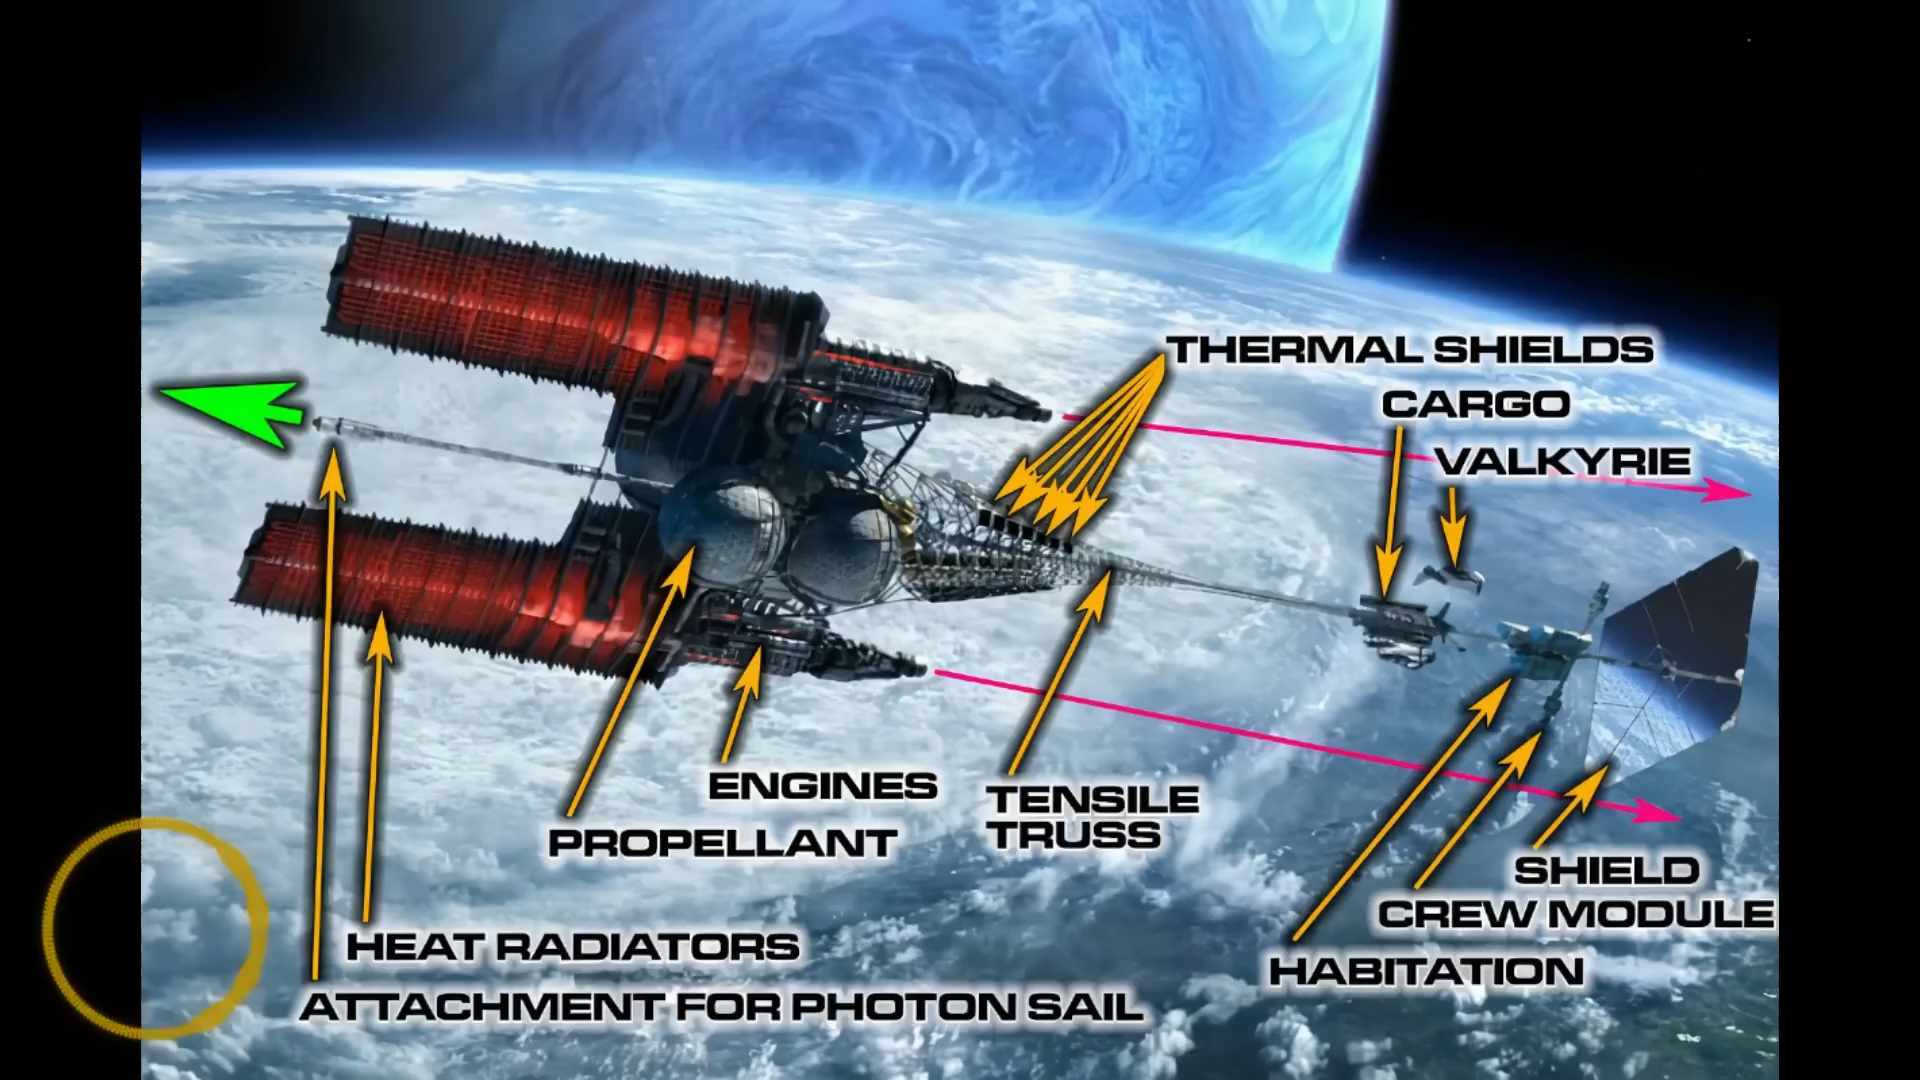 THERMAL SHIELDS
CARGO
VALKYRIE
ENGINES
PROPELLANT
TENSILE
TRUSS
SHIELD
CREW MODULE
HABITATION
HEAT RADIATORS
ATTACHMENT FOR PHOTON SAIL